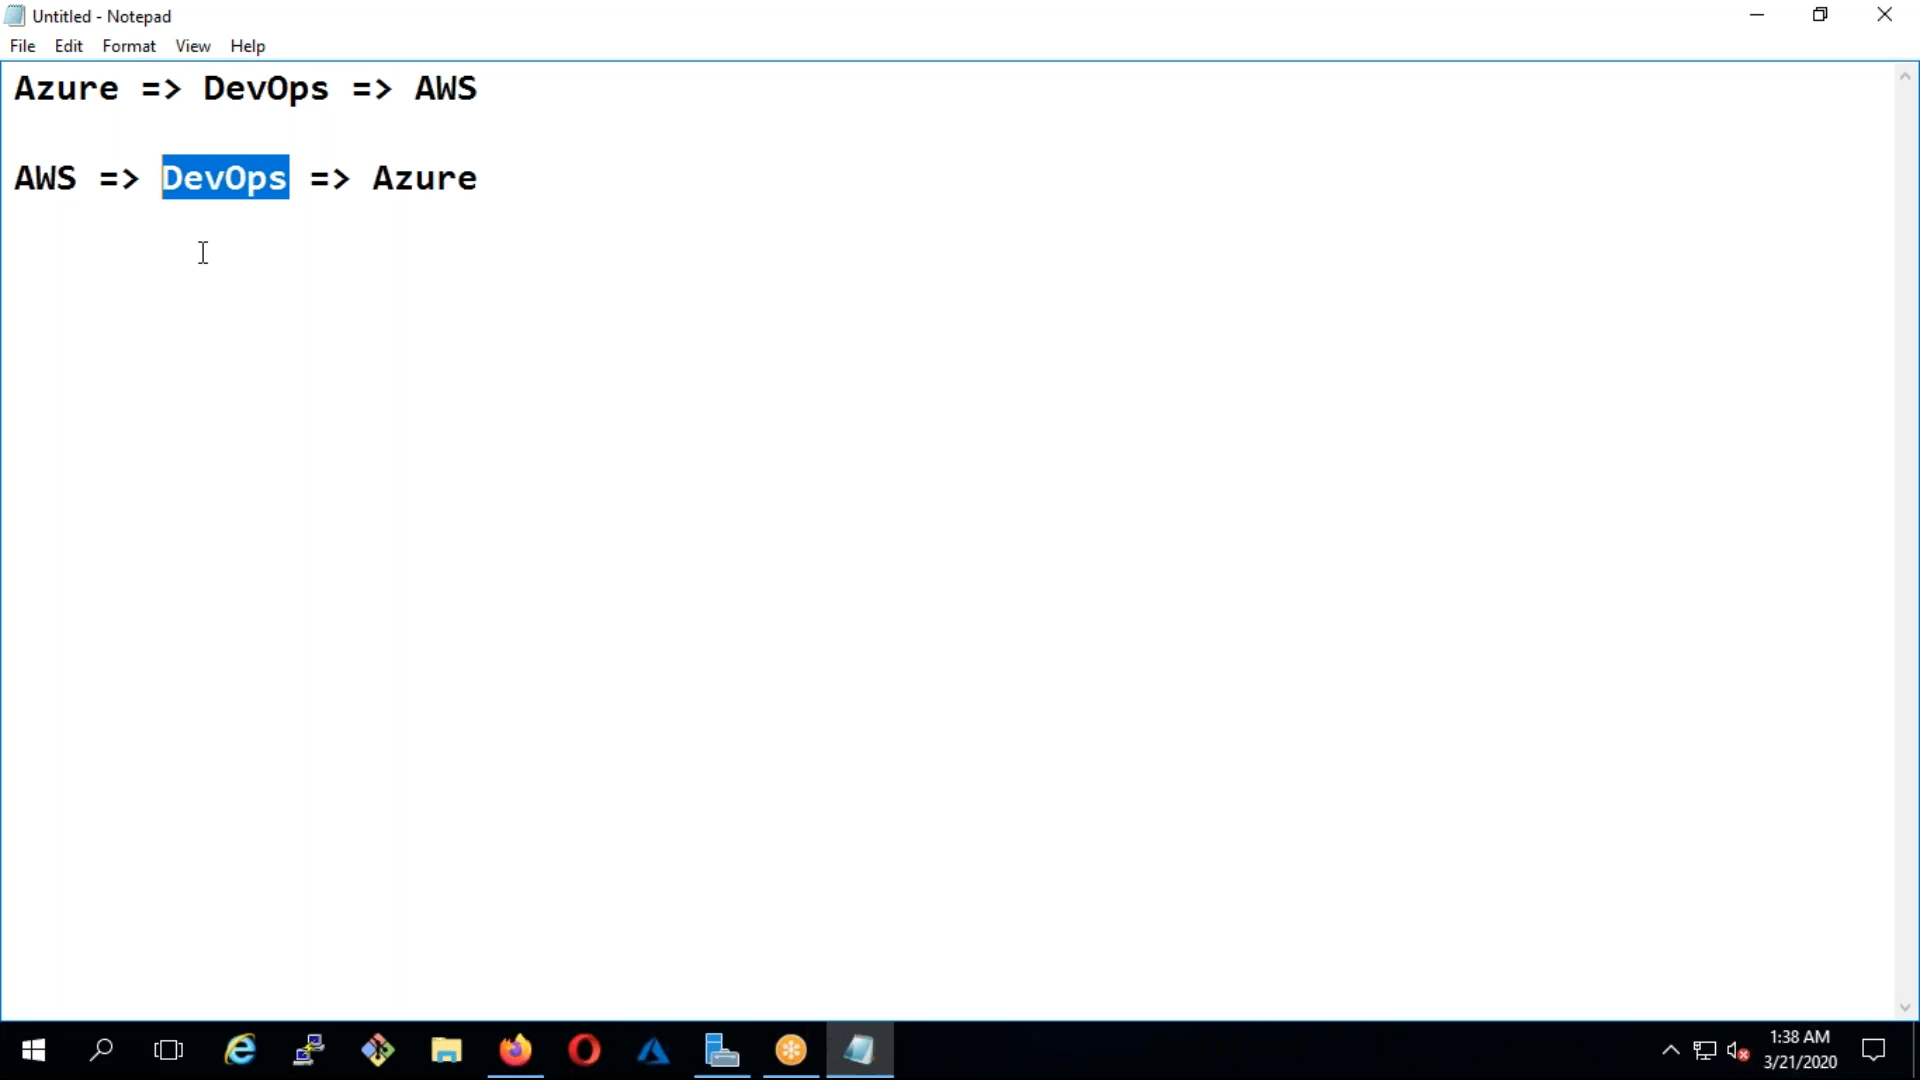 Untitled - Notepad
File Edit Format View Help
Azure => DevOps => AWS
AWS => DevOps => Azure
1:38 AM
3/21/2020